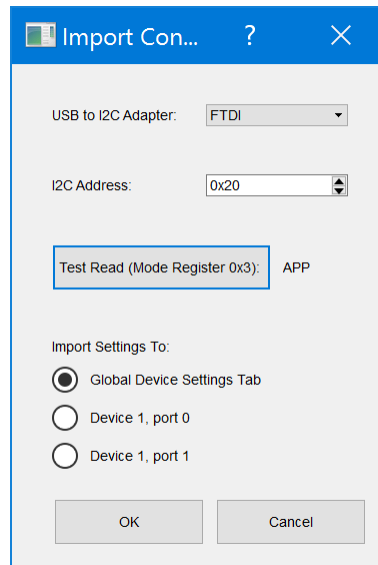 Import Con... ?
USB to I2C Adapter: FTDI
I2C Address: 0x20
Test Read (Mode Register 0x3): APP
Import Settings To:
Global Device Settings Tab
Device 1, port 0
Device 1, port 1
OK Cancel